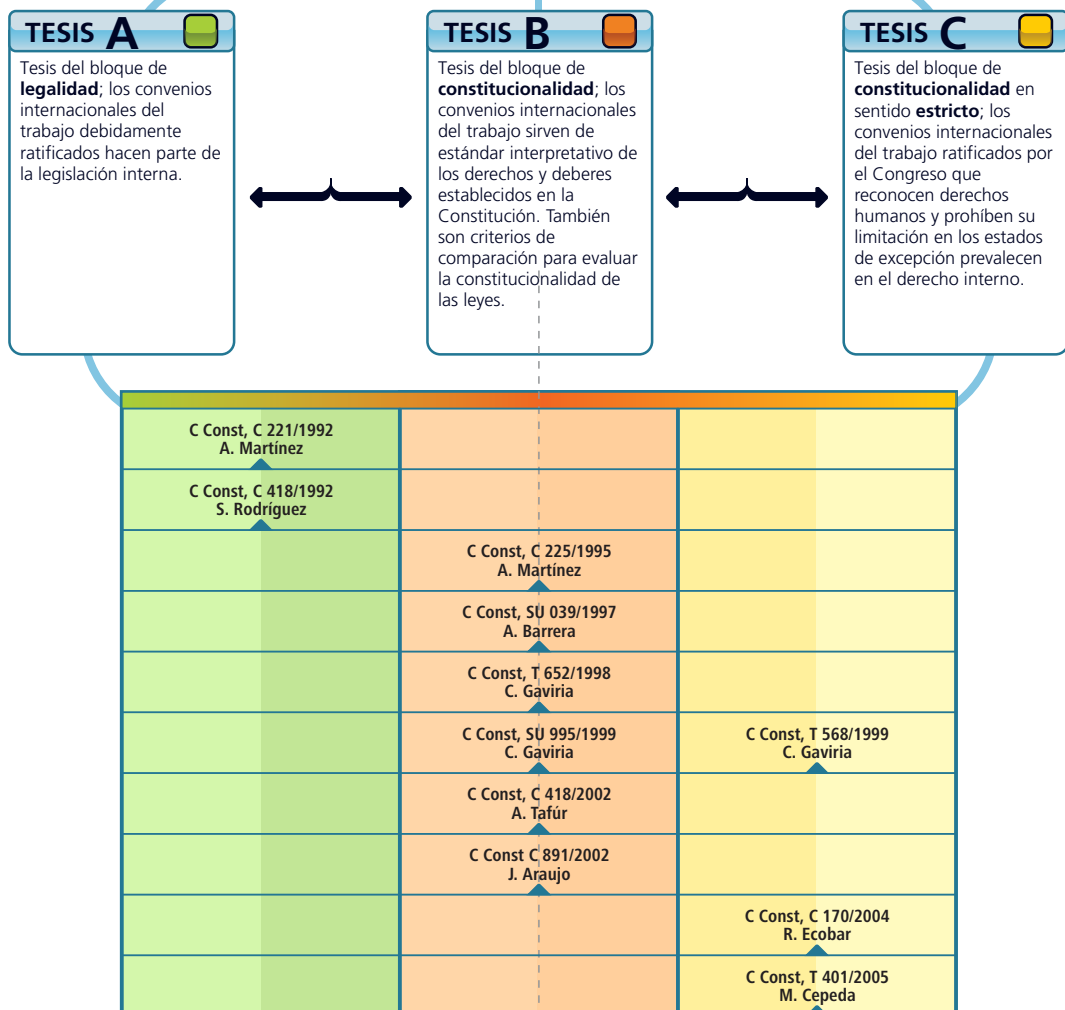 TESIS A
Tesis del bloque de
legalidad; los convenios
internacionales del
trabajo debidamente
ratificados hacen parte de
la legislación interna.
TESIS B
Tesis del bloque de
constitucionalidad; los
convenios internacionales
del trabajo sirven de
estándar interpretativo de
los derechos y deberes
establecidos en la
Constitución. También
son criterios de
comparación para evaluar
la constitucionalidad de
las leyes.
TESIS C
Tesis del bloque de
constitucionalidad en
sentido estricto; los
convenios internacionales
del trabajo ratificados por
el Congreso que
reconocen derechos
humanos y prohíben su
limitación en los estados
de excepción prevalecen
en el derecho interno.
C Const, C 221/1992
A. Martínez
C Const, C 418/1992
S. Rodríguez
C Const, C 225/1995
A. Martínez
C Const, SU 039/1997
A. Barrera
C Const, T 652/1998
C. Gaviria
C Const, SU 995/1999
C. Gaviria
C Const, T 568/1999
C. Gaviria
C Const, C 418/2002
A. Tafúr
C Const C 891/2002
J. Araujo
C Const, C 170/2004
R. Ecobar
C Const, T 401/2005
M. Cepeda